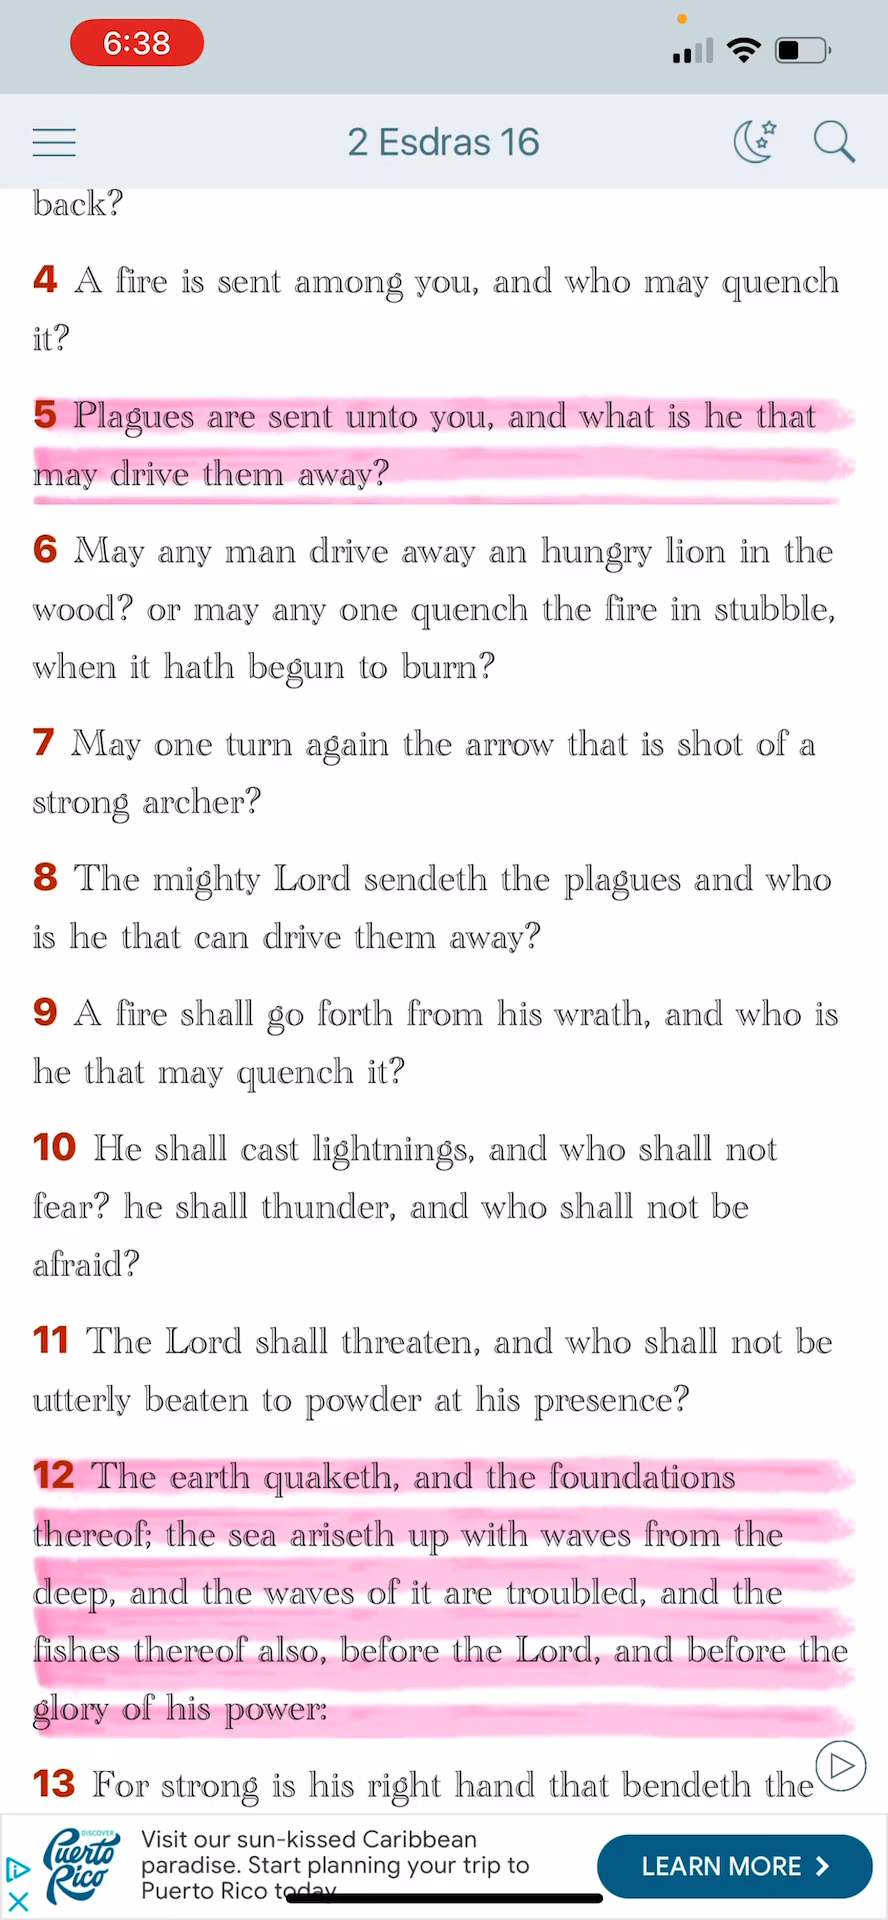 6:38
2 Esdras 16
back?
4 A fire is sent among you, and who may quench
it?
5 Plagues are sent unto you, and what is he that
may drive them away?
6 May any man drive away an hungry lion in the
wood? or may any one quench the fire in stubble,
when it hath begun to burn?
7 May one turn again the arrow that is shot of a
strong archer?
8 The mighty Lord sendeth the plagues and who
is he that can drive them away?
9 A fire shall go forth from his wrath, and who is
he that may quench it?
10 He shall cast lightnings, and who shall not
fear? he shall thunder, and who shall not be
afraid?
11 The Lord shall threaten, and who shall not be
utterly beaten to powder at his presence?
12 The earth quaketh, and the foundations
thereof; the sea ariseth up with waves from the
deep, and the waves of it are troubled, and the
fishes thereof also, before the Lord, and before the
glory of his power:
13 For strong is his right hand that bendeth the
DISCOVER
Puerto
Rico
Visit our sun-kissed Caribbean
paradise. Start planning your trip to
Puerto Rico today
LEARN MORE